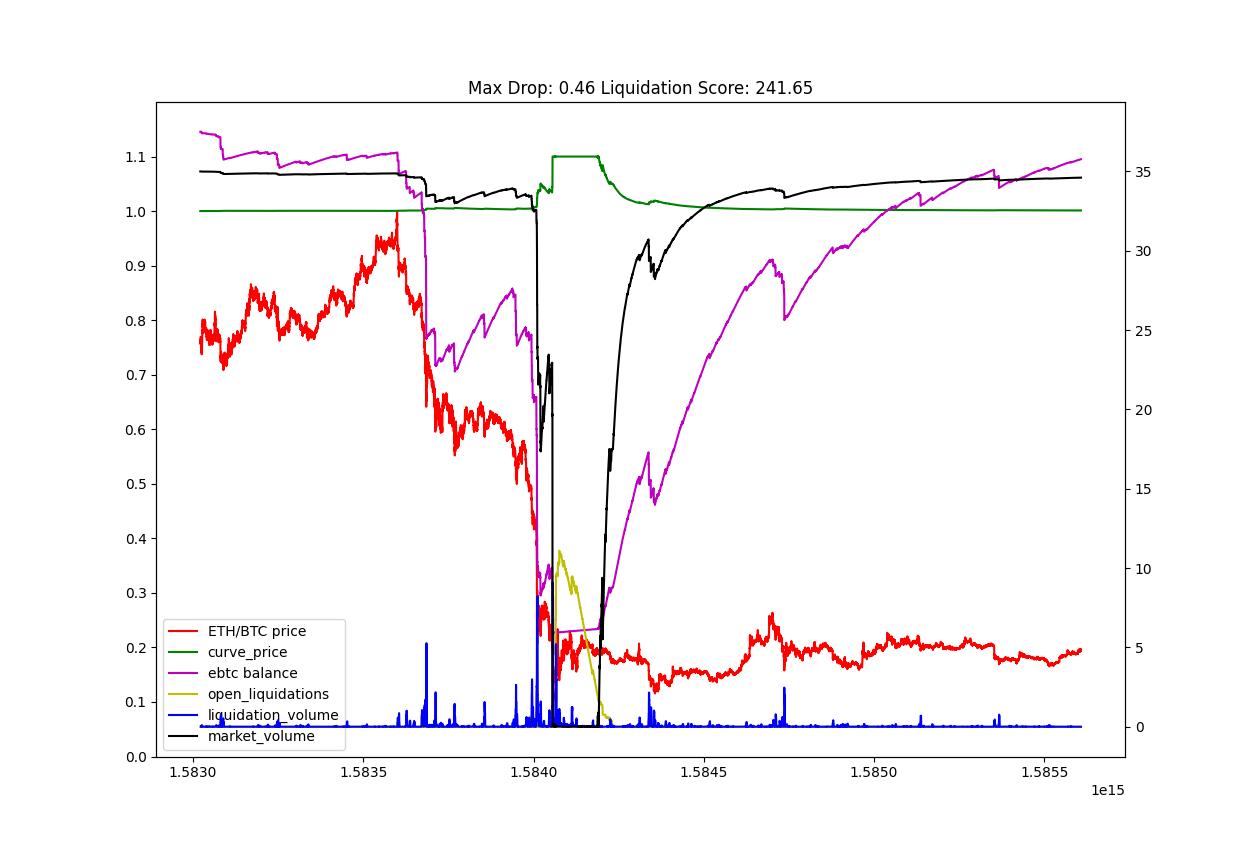 Max Drop: 0.46 Liquidation Score: 241.65
1.1
1.0
0.9
0.8
0.7
0.6
0.5
0.4
0.3
0.2
0.1
0.0
35
30
25
20
15
10
5
0
ETH/BTC price
curve_price
ebtc balance
open_liquidations
liquidation_volume
market_volume
1.5830 1.5835 1.5840 1.5845 1.5850 1.5855
1e15